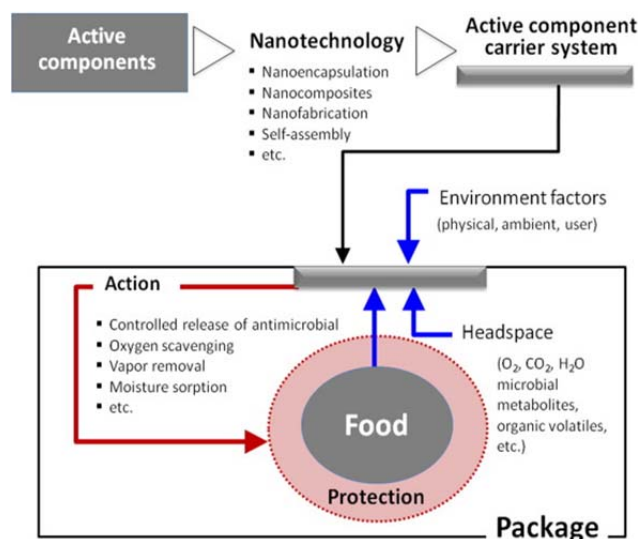 Active
components
Nanotechnology
▪ Nanoencapsulation
▪ Nanocomposites
▪ Nanofabrication
▪ Self-assembly
▪ etc.
Active component
carrier system
Environment factors
(physical, ambient, user)
Action
▪ Controlled release of antimicrobial
▪ Oxygen scavenging
▪ Vapor removal
▪ Moisture sorption
▪ etc.
Headspace
(O₂, CO₂, H₂O
microbial
metabolites,
organic volatiles,
etc.)
Food
Protection
Package